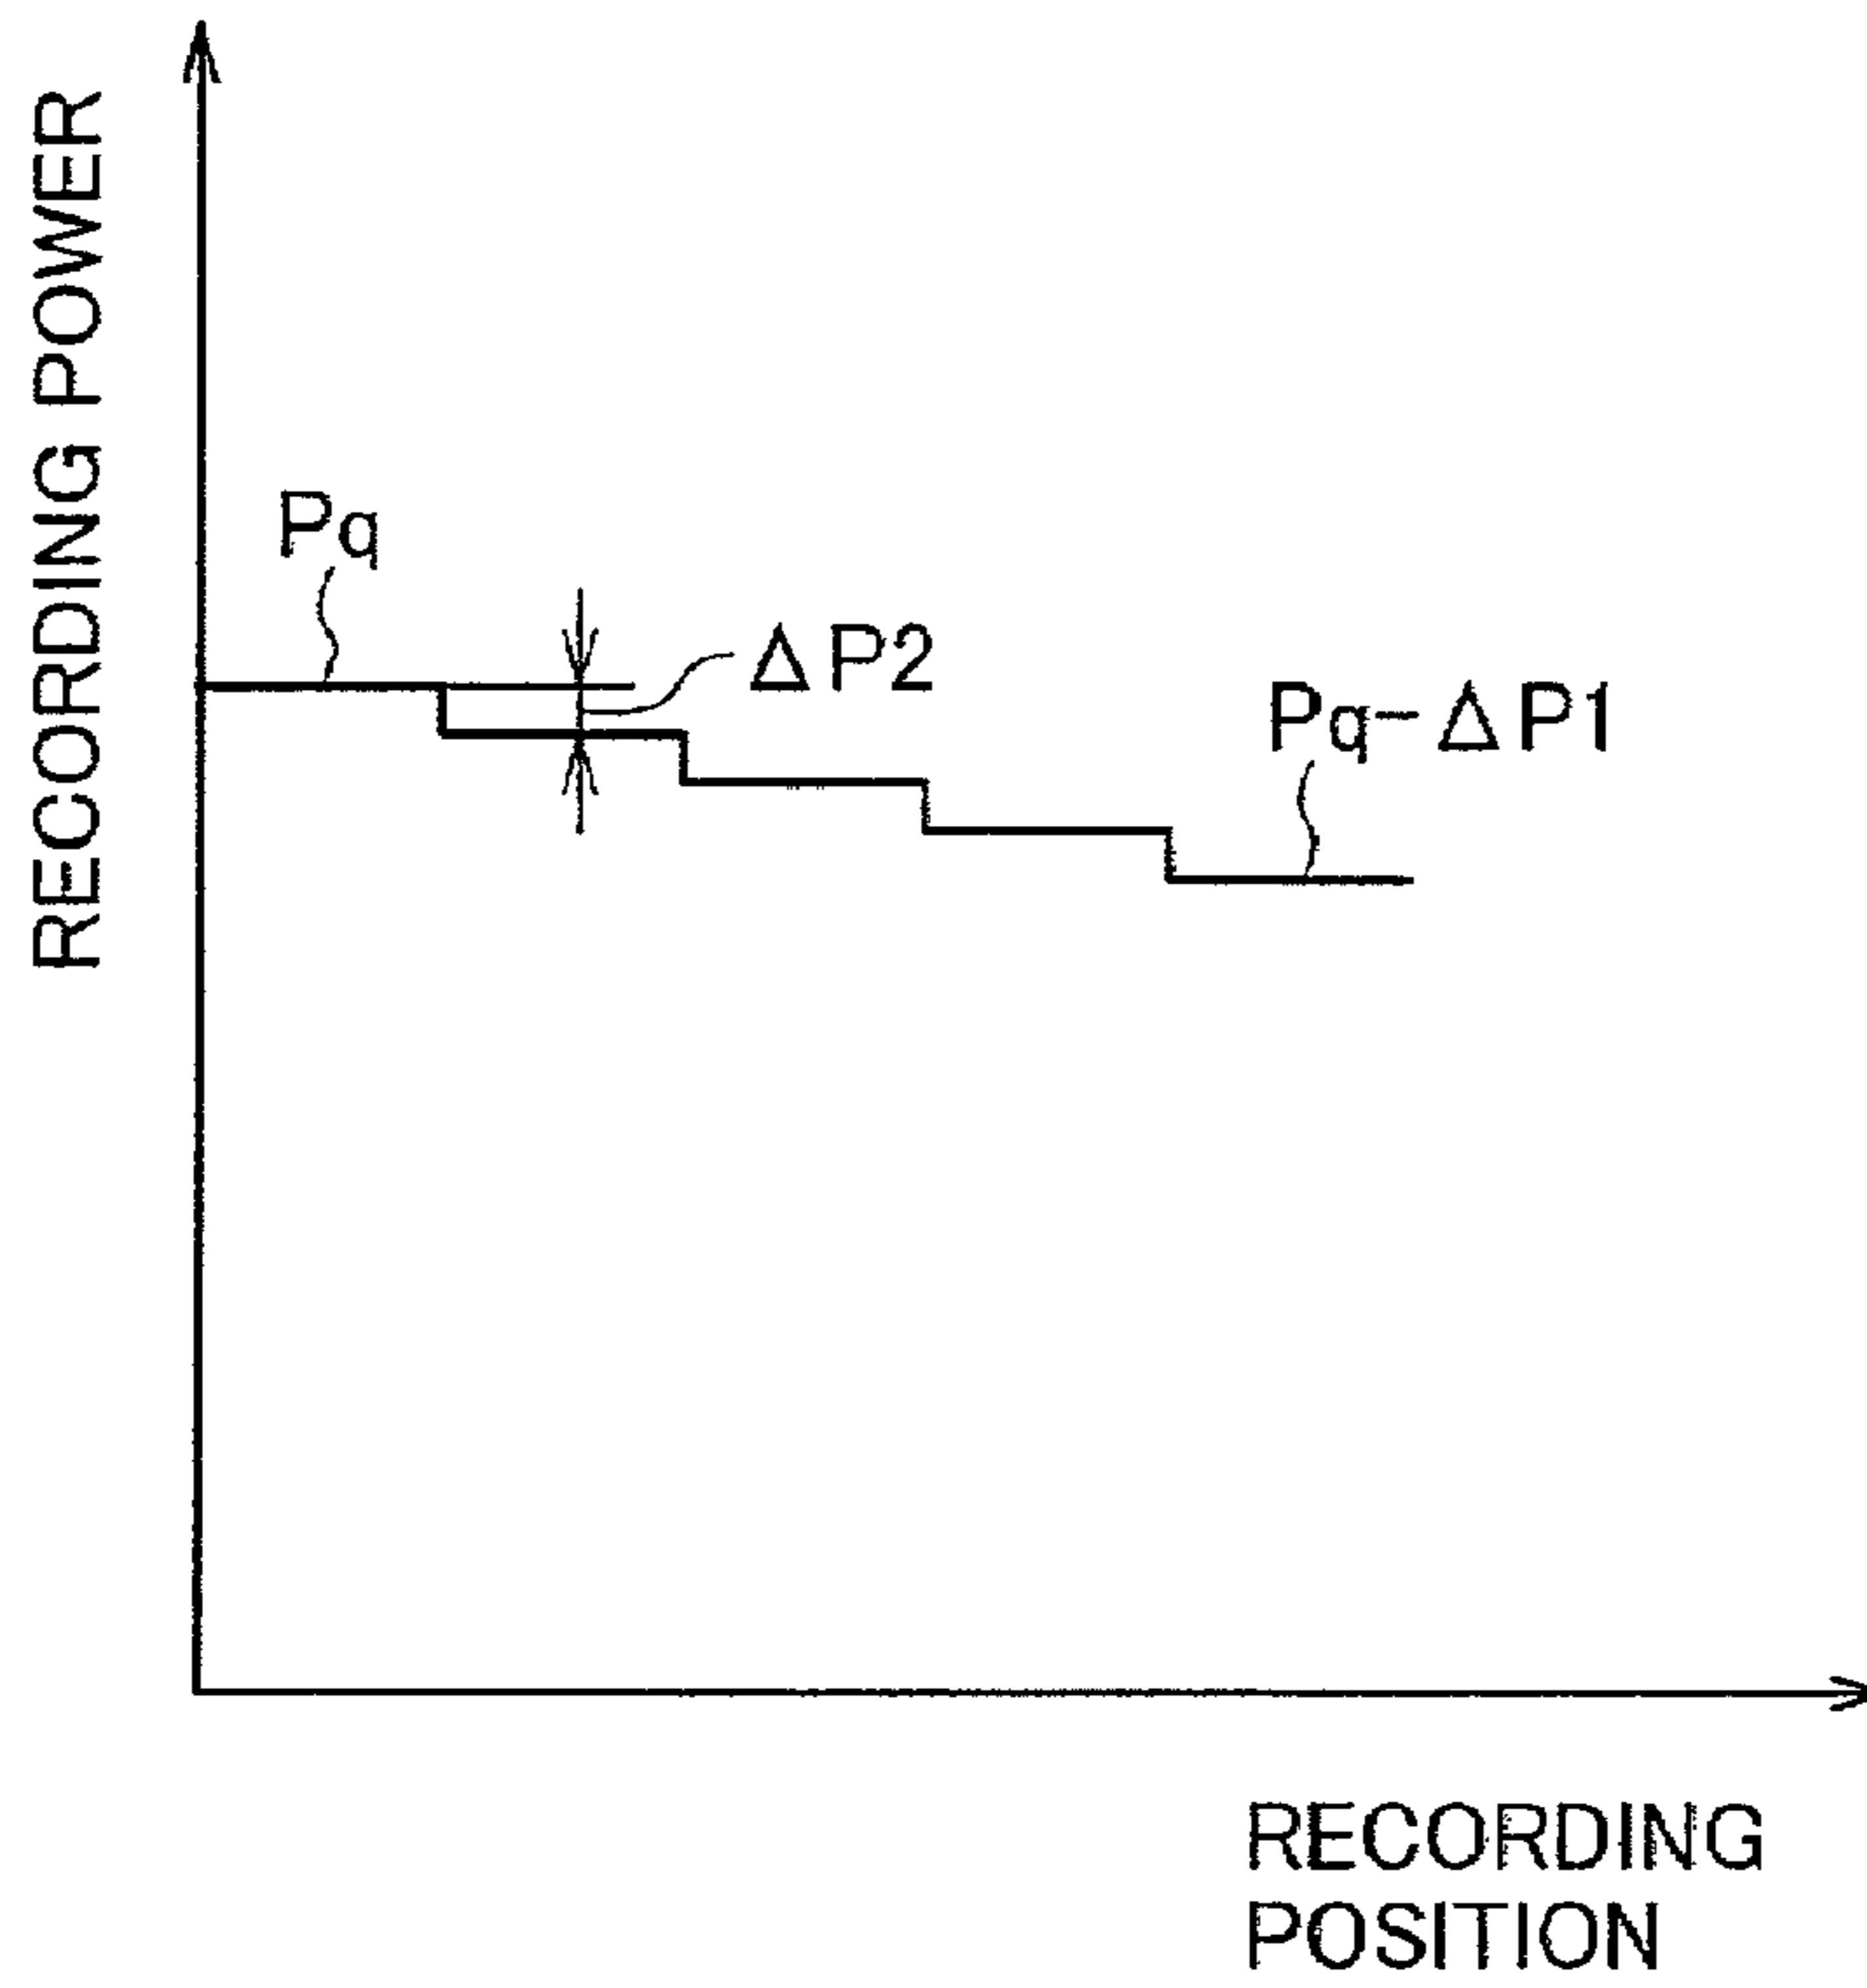 RECORDING POWER
Pq
ΔP2
Pq-ΔP1
RECORDING
POSITION